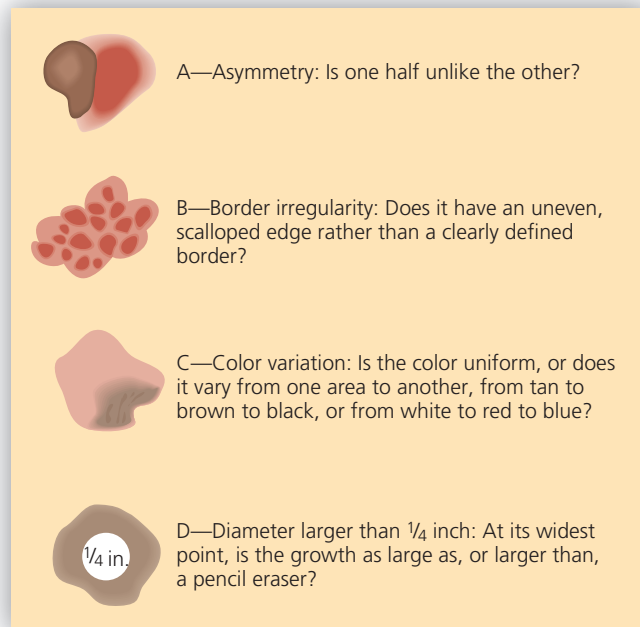 A—Asymmetry: Is one half unlike the other?
B—Border irregularity: Does it have an uneven,
scalloped edge rather than a clearly defined
border?
C—Color variation: Is the color uniform, or does
it vary from one area to another, from tan to
brown to black, or from white to red to blue?
1/4 in.
D—Diameter larger than 1/4 inch: At its widest
point, is the growth as large as, or larger than,
a pencil eraser?